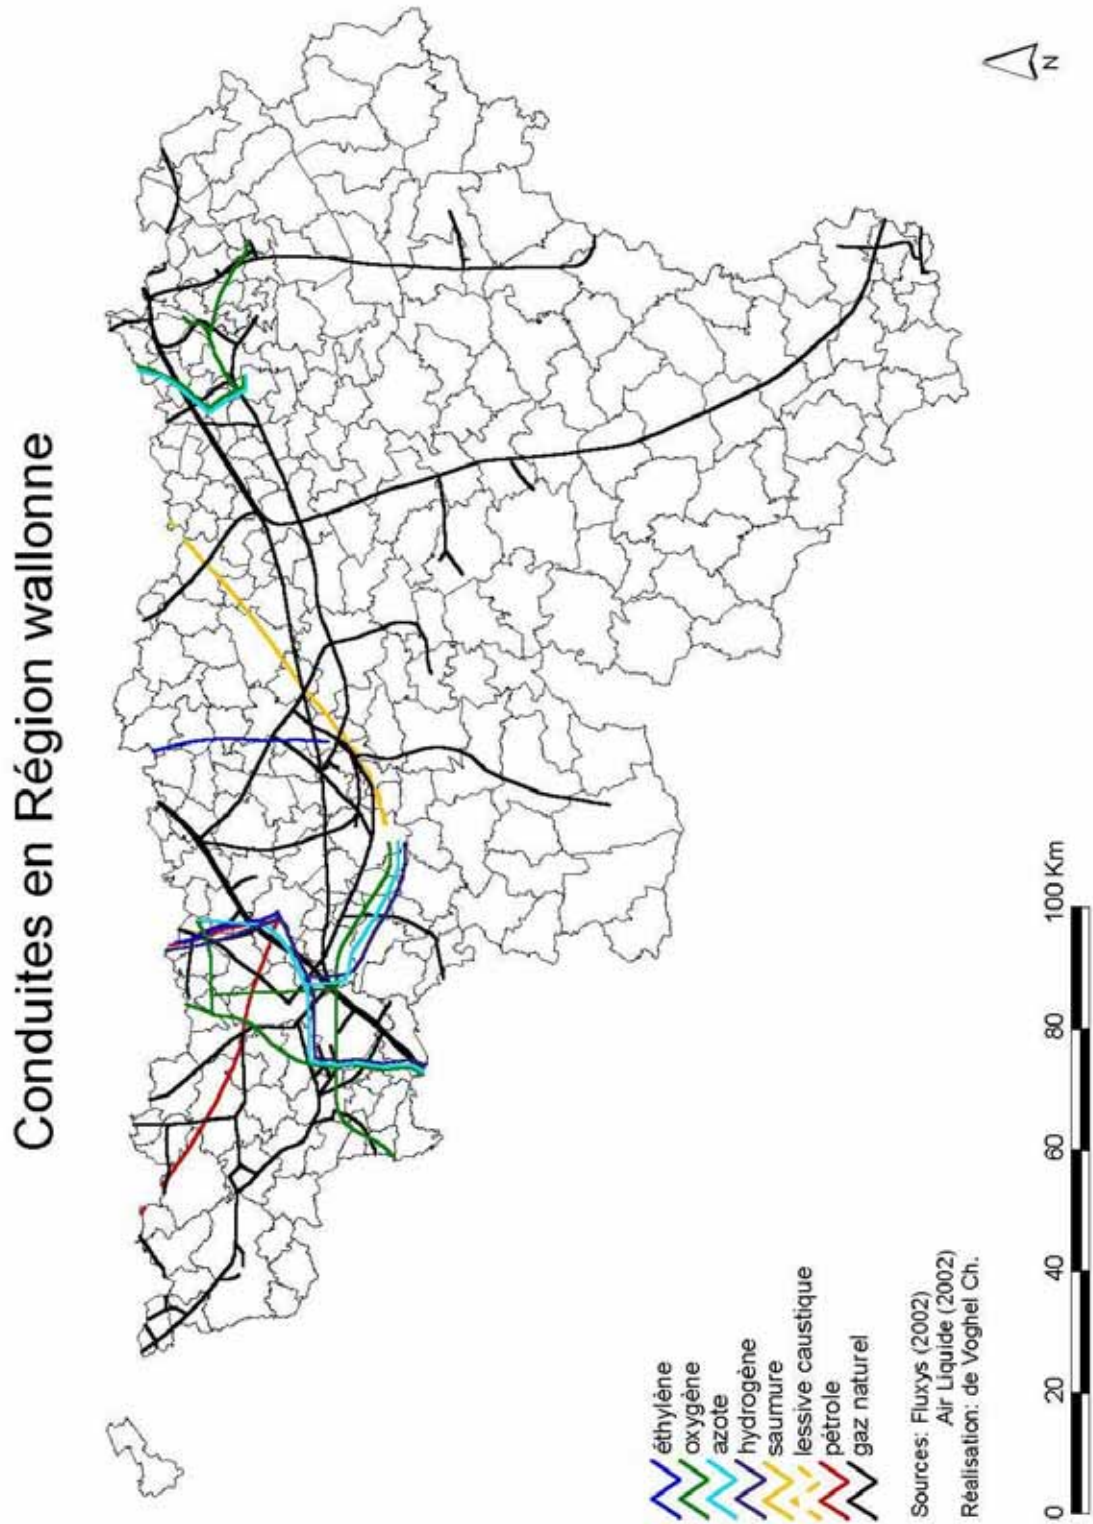 Conduites en Région wallonne
N
éthylène
oxygène
azote
hydrogène
saumure
lessive caustique
pétrole
gaz naturel
Sources: Fluxys (2002)
Air Liquide (2002)
Réalisation: de Voghel Ch.
0 20 40 60 80 100 Km